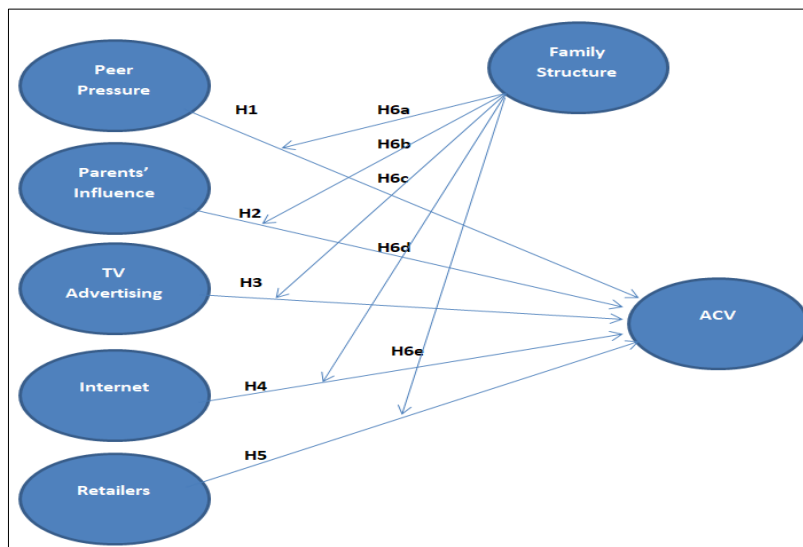 Peer
Pressure
Family
Structure
H1
H6a
H6b
Parents’
Influence
H6c
H2
H6d
TV
Advertising
H3
ACV
H6e
Internet
H4
H5
Retailers